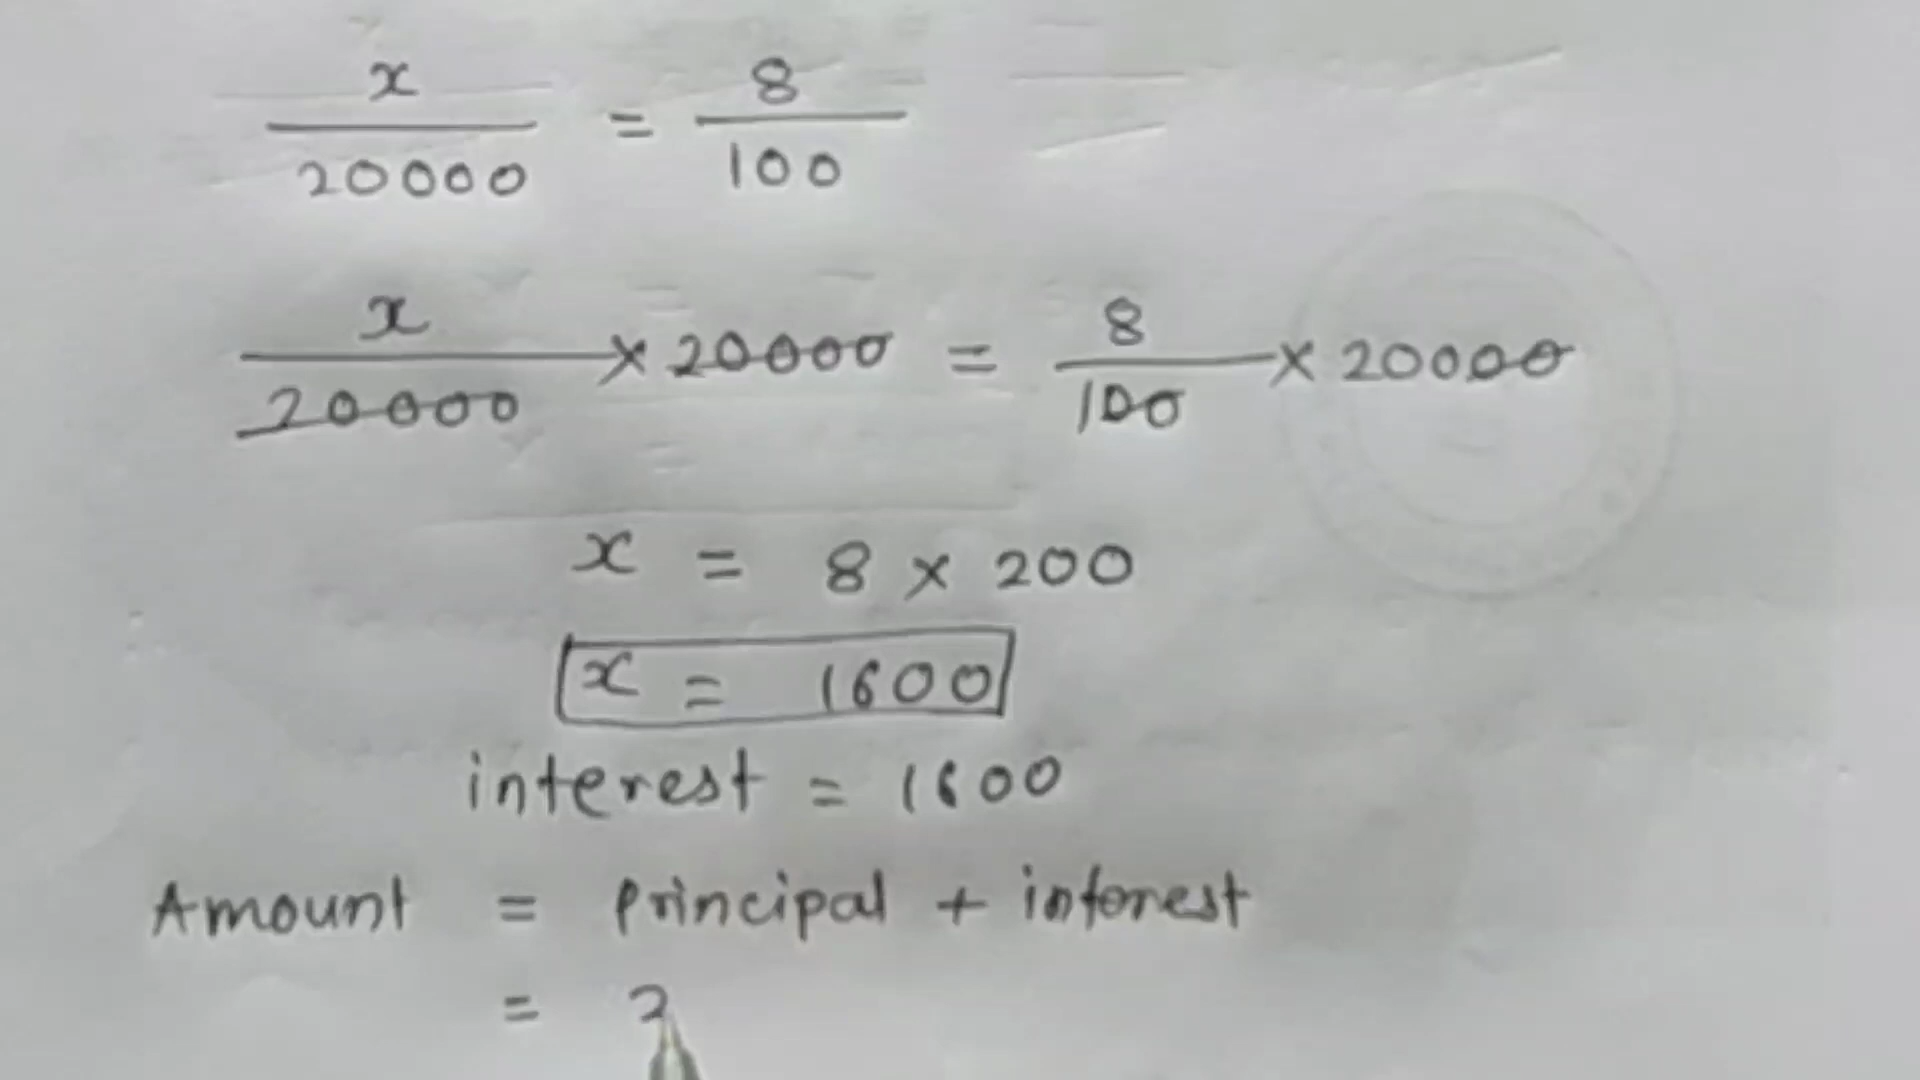 x/20000 = 8/100
x/20000 × 20000 = 8/100 × 20000
x = 8 × 200
x = 1600
interest = 1600
Amount = Principal + interest
= 2